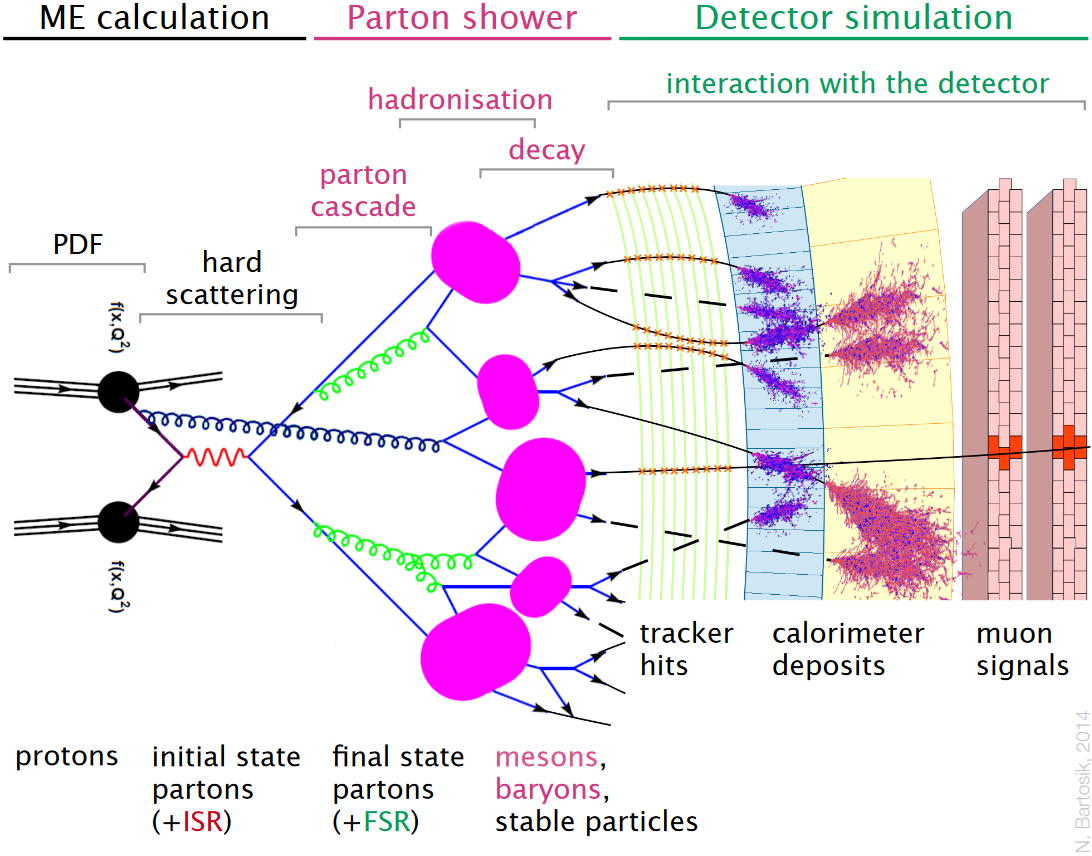 ME calculation
Parton shower
Detector simulation
interaction with the detector
hadronisation
decay
parton
cascade
PDF
hard
scattering
f(x,Q²)
f(x,Q²)
tracker
hits
calorimeter
deposits
muon
signals
protons
initial state
partons
(+ISR)
final state
partons
(+FSR)
mesons,
baryons,
stable particles
N. Bartosik, 2014